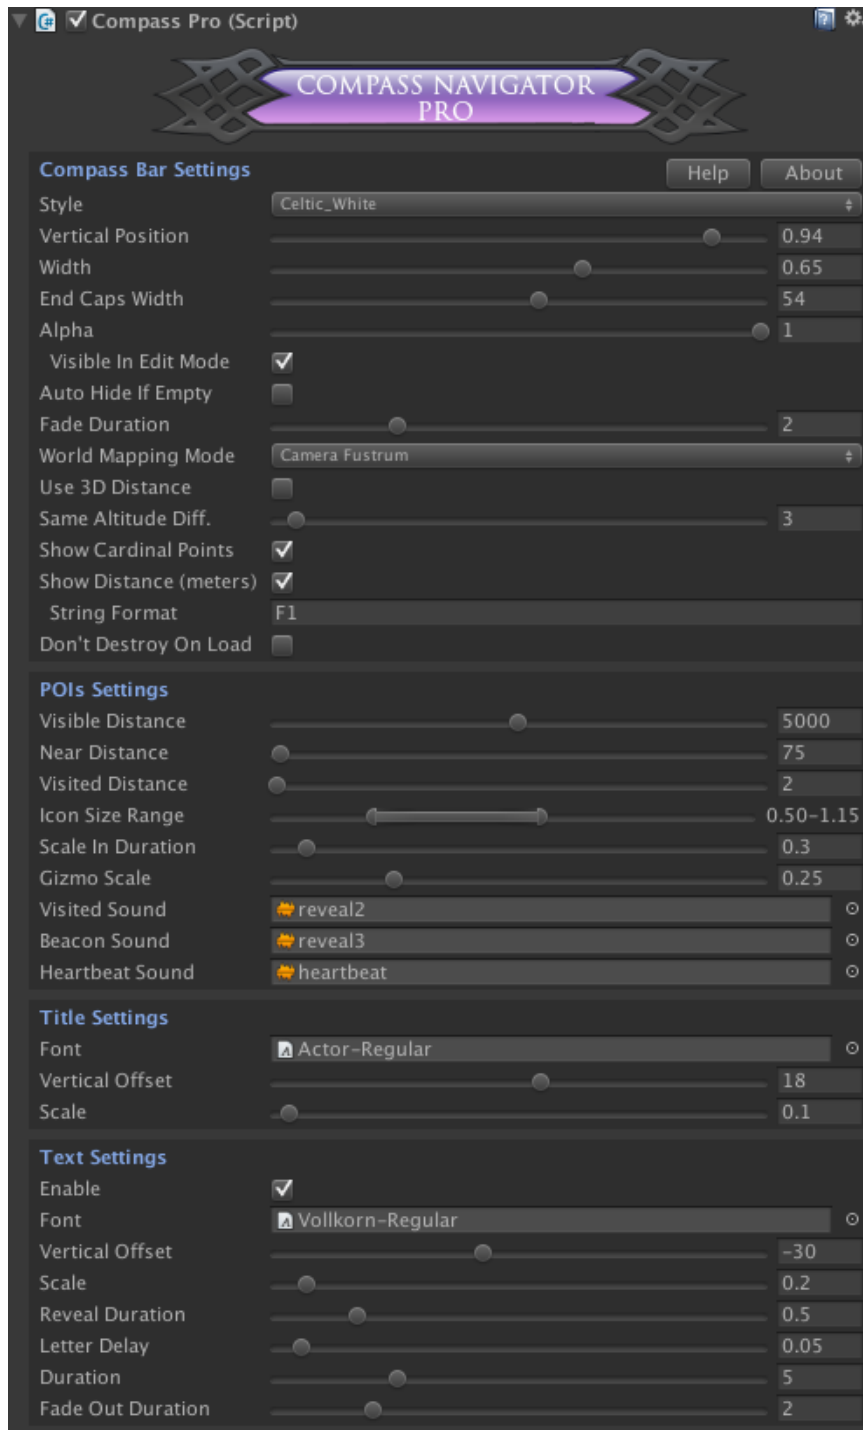 Compass Pro (Script)
COMPASS NAVIGATOR
PRO
Compass Bar Settings Help About
Style Celtic_White
Vertical Position 0.94
Width 0.65
End Caps Width 54
Alpha 1
Visible In Edit Mode
Auto Hide If Empty
Fade Duration 2
World Mapping Mode Camera Fustrum
Use 3D Distance
Same Altitude Diff. 3
Show Cardinal Points
Show Distance (meters)
String Format F1
Don't Destroy On Load
POIs Settings
Visible Distance 5000
Near Distance 75
Visited Distance 2
Icon Size Range 0.50-1.15
Scale In Duration 0.3
Gizmo Scale 0.25
Visited Sound reveal2
Beacon Sound reveal3
Heartbeat Sound heartbeat
Title Settings
Font Actor-Regular
Vertical Offset 18
Scale 0.1
Text Settings
Enable
Font Vollkorn-Regular
Vertical Offset -30
Scale 0.2
Reveal Duration 0.5
Letter Delay 0.05
Duration 5
Fade Out Duration 2